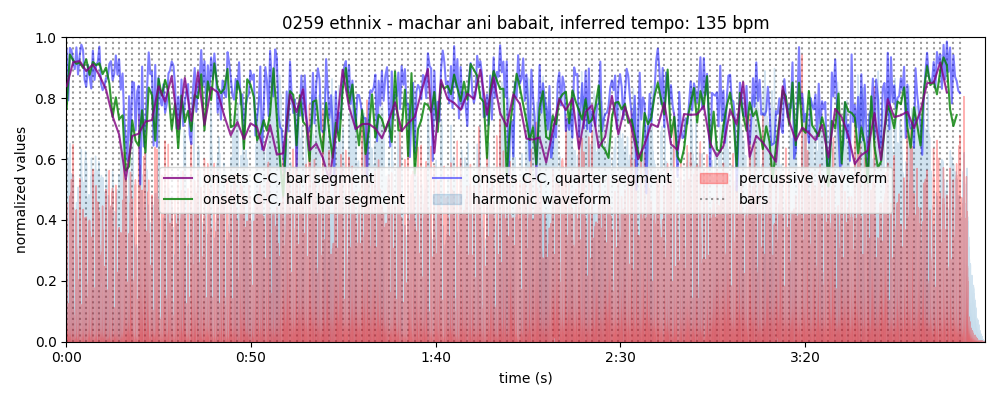 0259 ethnix - machar ani babait, inferred tempo: 135 bpm
normalized values
1.0
0.8
0.6
0.4
0.2
0.0
onsets C-C, bar segment
onsets C-C, half bar segment
onsets C-C, quarter segment
harmonic waveform
percussive waveform
bars
0:00 0:50 1:40 2:30 3:20
time (s)